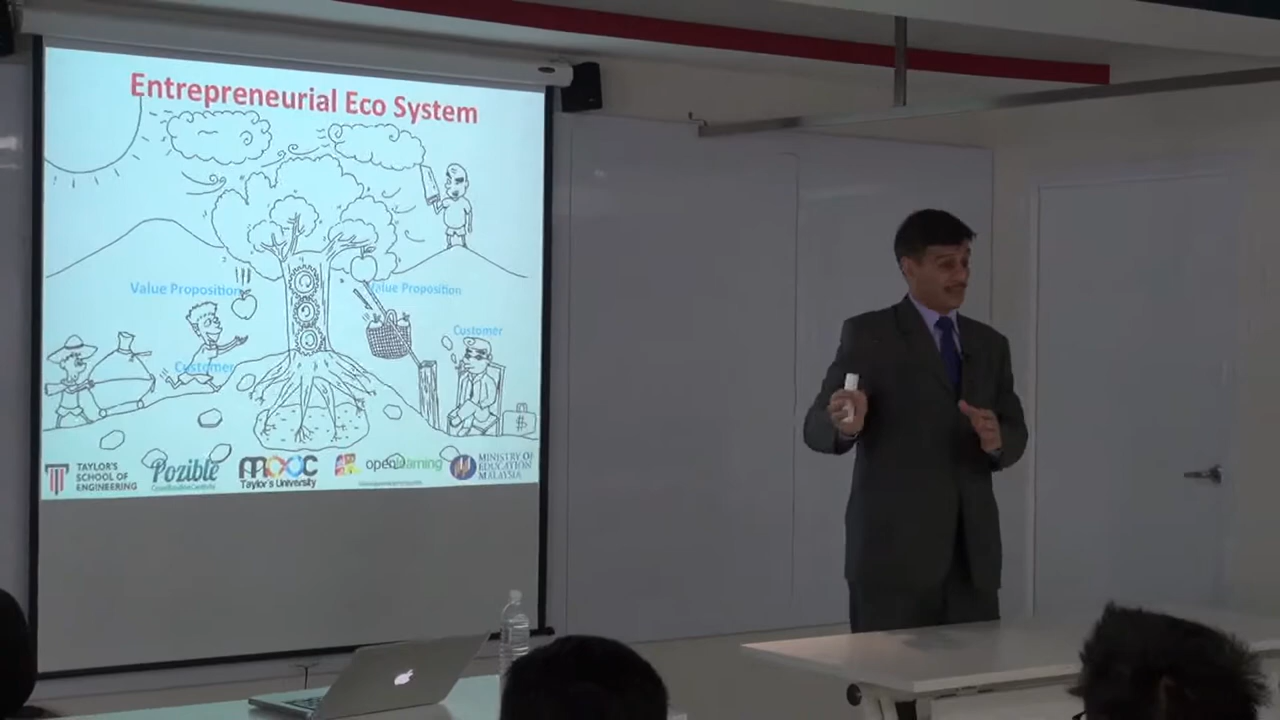 Entrepreneurial Eco System
Value Proposition
Value Proposition
Customer
Customer
$
TAYLOR'S
SCHOOL OF
ENGINEERING
Pozible
mooc
Taylor's University
openlearning
MINISTRY OF
EDUCATION
MALAYSIA